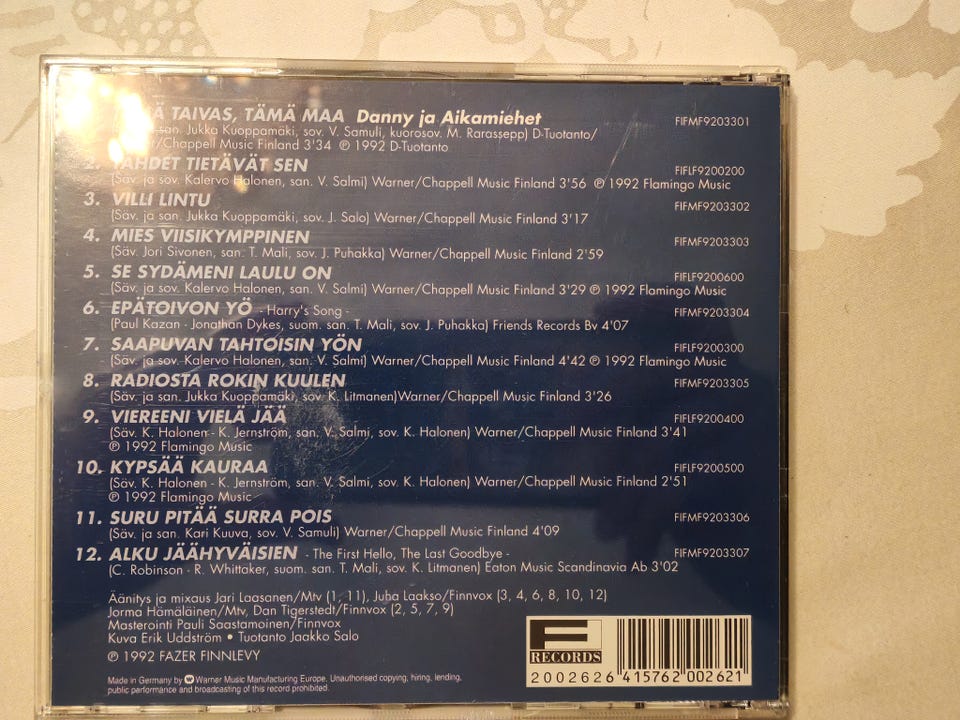 TAIVAS, TÄMÄ MAA Danny ja Aikamiehet FIFMF9203301
san. Jukka Kuoppamäki, sov. V. Samuli, kuorosov. M. Rarassepp) D-Tuotanto/
/Chappell Music Finland 3'34 ℗ 1992 D-Tuotanto
TIETÄVÄT SEN FIFLF9200200
(Säv. ja sov. Kalervo Halonen, san. V. Salmi) Warner/Chappell Music Finland 3'56 ℗ 1992 Flamingo Music
3. VILLI LINTU FIFMF9203302
(Säv. ja san. Jukka Kuoppamäki, sov. J. Salo) Warner/Chappell Music Finland 3'17
4. MIES VIISIKYMPPINEN FIFMF9203303
(Säv. Jori Sivonen, san. T. Mali, sov. J. Puhakka) Warner/Chappell Music Finland 2'59
5. SE SYDÄMENI LAULU ON FIFLF9200600
(Säv. ja sov. Kalervo Halonen, san. V. Salmi) Warner/Chappell Music Finland 3'29 ℗ 1992 Flamingo Music
6. EPÄTOIVON YÖ - Harry's Song - FIFMF9203304
(Paul Kazan - Jonathan Dykes, suom. san. T. Mali, sov. J. Puhakka) Friends Records Bv 4'07
7. SAAPUVAN TAHTOISIN YÖN FIFLF9200300
(Säv. ja sov. Kalervo Halonen, san. V. Salmi) Warner/Chappell Music Finland 4'42 ℗ 1992 Flamingo Music
8. RADIOSTA ROKIN KUULEN FIFMF9203305
(Säv. ja san. Jukka Kuoppamäki, sov. K. Litmanen)Warner/Chappell Music Finland 3'26
9. VIEREENI VIELÄ JÄÄ FIFLF9200400
(Säv. K. Halonen - K. Jernström, san. V. Salmi, sov. K. Halonen) Warner/Chappell Music Finland 3'41
℗ 1992 Flamingo Music
10. KYPSÄÄ KAURAA FIFLF9200500
(Säv. K. Halonen - K. Jernström, san. V. Salmi, sov. K. Halonen) Warner/Chappell Music Finland 2'51
℗ 1992 Flamingo Music
11. SURU PITÄÄ SURRA POIS FIFMF9203306
(Säv. ja san. Kari Kuuva, sov. V. Samuli) Warner/Chappell Music Finland 4'09
12. ALKU JÄÄHYVÄISIEN - The First Hello, The Last Goodbye - FIFMF9203307
(C. Robinson - R. Whittaker, suom. san. T. Mali, sov. K. Litmanen) Eaton Music Scandinavia Ab 3'02
Äänitys ja mixaus Jari Laasanen/Mtv (1, 11), Juha Laakso/Finnvox (3, 4, 6, 8, 10, 12)
Jorma Hämäläinen/Mtv, Dan Tigerstedt/Finnvox (2, 5, 7, 9)
Masterointi Pauli Saastamoinen/Finnvox
Kuva Erik Uddström • Tuotanto Jaakko Salo
℗ 1992 FAZER FINNLEVY
Made in Germany by Warner Music Manufacturing Europe. Unauthorised copying, hiring, lending,
public performance and broadcasting of this record prohibited.
F
RECORDS
2002626 415762 002621